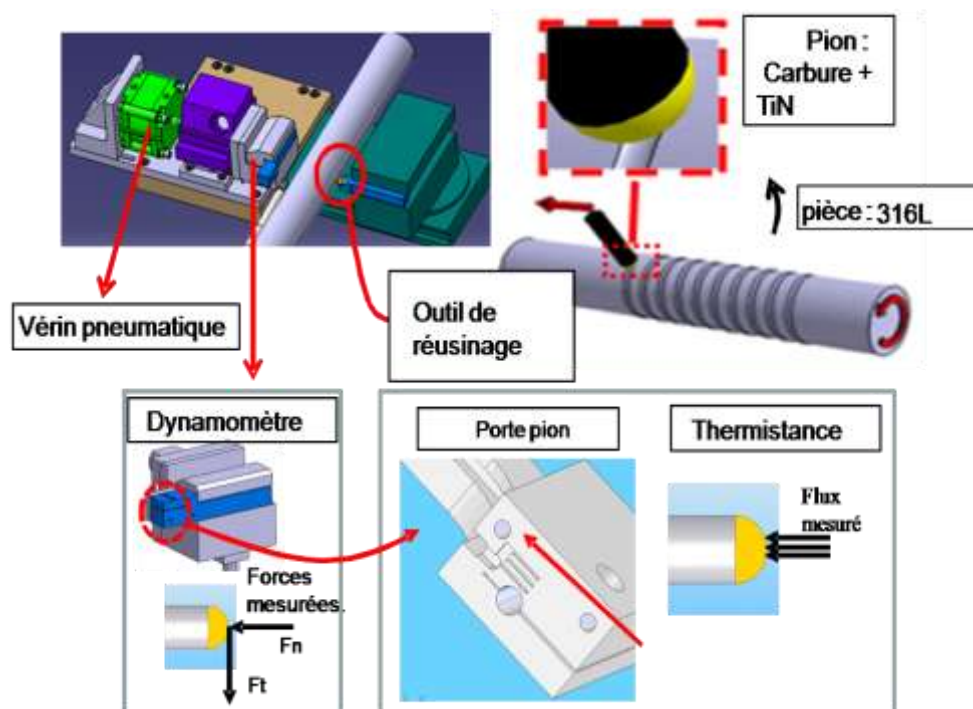 Pion :
Carbure +
TiN
pièce : 316L
Vérin pneumatique
Outil de
réusinage
Dynamomètre
Forces
mesurées.
Fn
Ft
Porte pion
Thermistance
Flux
mesuré